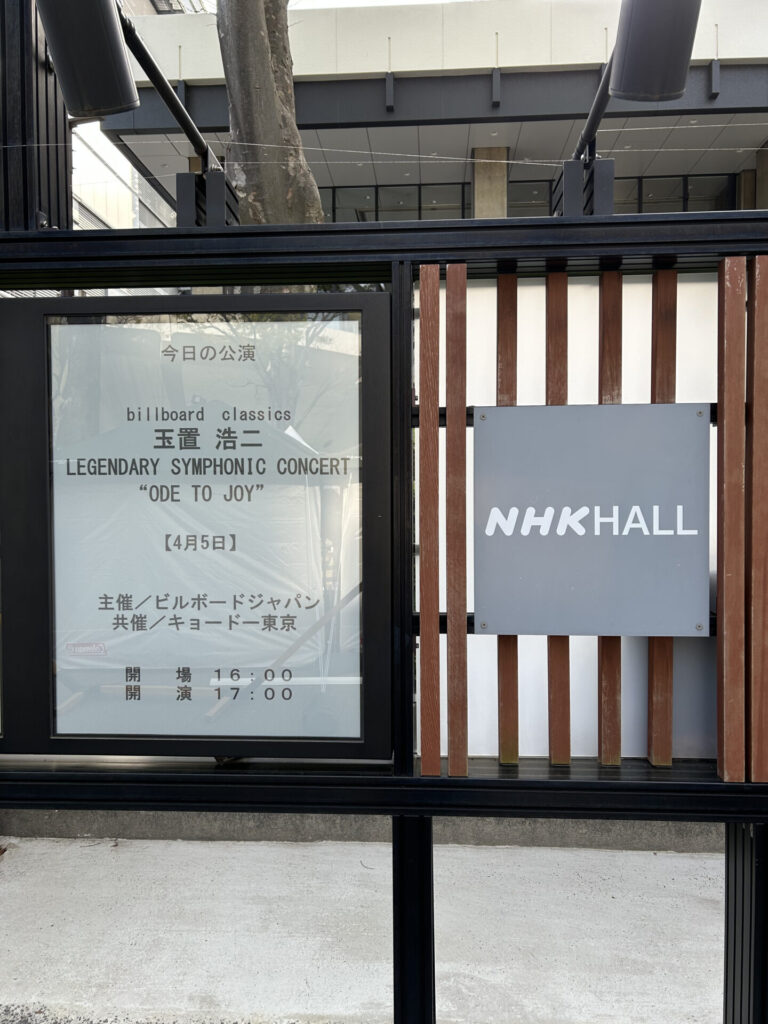 今日の公演
billboard classics
玉置 浩二
LEGENDARY SYMPHONIC CONCERT
“ODE TO JOY”
【4月5日】
主催／ビルボードジャパン
共催／キョードー東京
開　場　１６：００
開　演　１７：００
NHKHALL